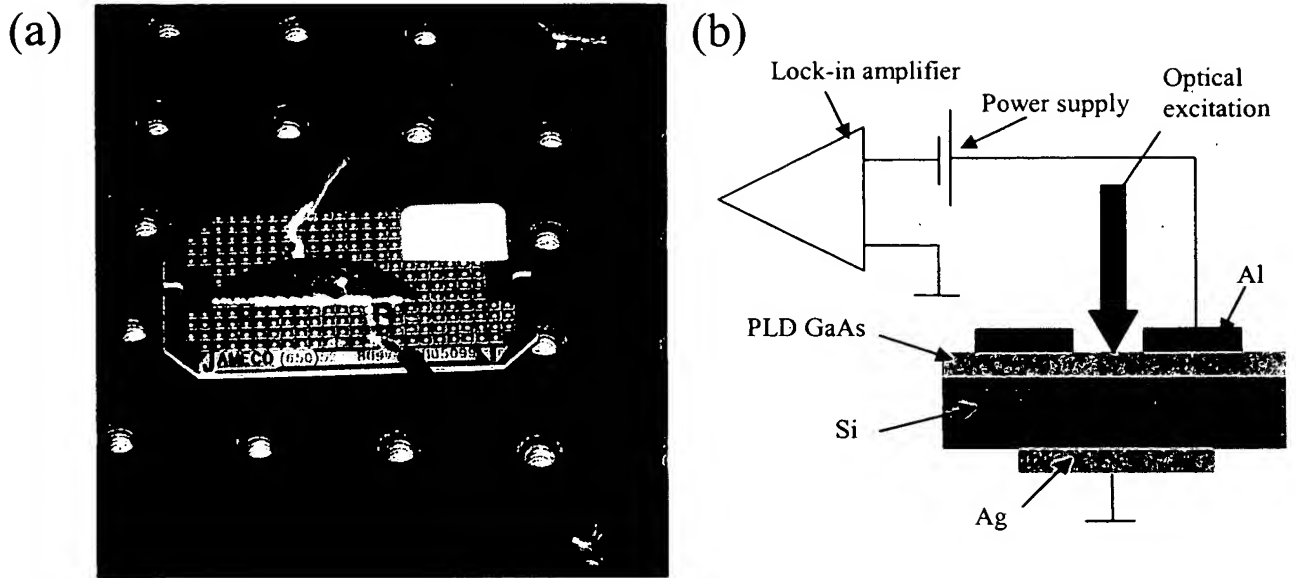 (a)
(b)
Lock-in amplifier
Power supply
Optical
excitation
Al
PLD GaAs
Si
Ag
JAMECO